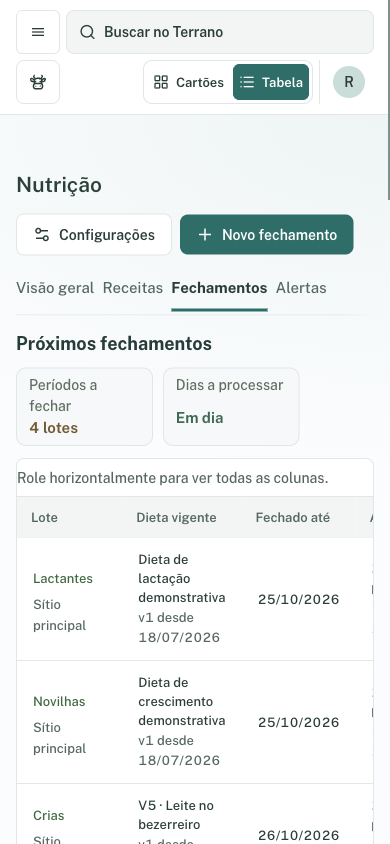 Buscar no Terrano
Cartões
Tabela
R
Nutrição
Configurações
Novo fechamento
Visão geral
Receitas
Fechamentos
Alertas
Próximos fechamentos
Períodos a
fechar
4 lotes
Dias a processar
Em dia
Role horizontalmente para ver todas as colunas.
Lote
Dieta vigente
Fechado até
Lactantes
Sítio
principal
Dieta de
lactação
demonstrativa
v1 desde
18/07/2026
25/10/2026
Novilhas
Sítio
principal
Dieta de
crescimento
demonstrativa
v1 desde
18/07/2026
25/10/2026
Crias
Sítio
V5 · Leite no
bezerreiro
v1 desde
26/10/2026